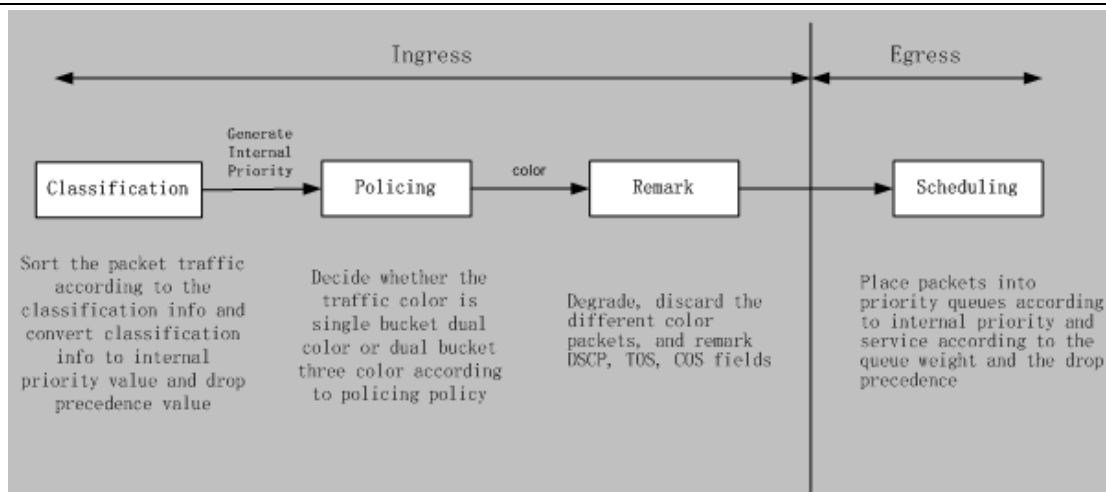 Ingress
Egress
Generate
Internal
Priority
color
Classification
Policing
Remark
Scheduling
Sort the packet traffic
according to the
classification info and
convert classification
info to internal
priority value and drop
precedence value
Decide whether the
traffic color is
single bucket dual
color or dual bucket
three color according
to policing policy
Degrade, discard the
different color
packets, and remark
DSCP, TOS, COS fields
Place packets into
priority queues according
to internal priority and
service according to the
queue weight and the drop
precedence